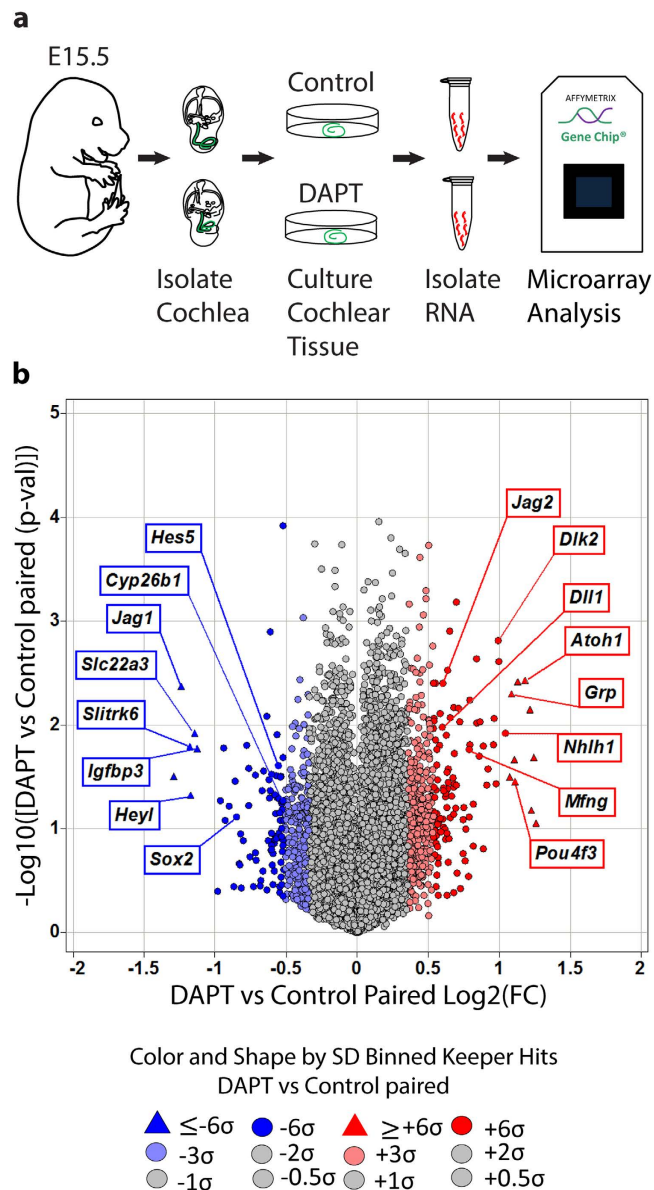 a
E15.5
Control
DAPT
AFFYMETRIX
Gene Chip®
Isolate
Cochlea
Culture
Cochlear
Tissue
Isolate
RNA
Microarray
Analysis
b
-Log10([DAPT vs Control paired (p-val)])
5
4
3
2
1
0
Hes5
Cyp26b1
Jag1
Slc22a3
Slitrk6
Igfbp3
Heyl
Sox2
Jag2
Dlk2
Dll1
Atoh1
Grp
Nhlh1
Mfng
Pou4f3
-2 -1.5 -1 -0.5 0 0.5 1 1.5 2
DAPT vs Control Paired Log2(FC)
Color and Shape by SD Binned Keeper Hits
DAPT vs Control paired
≤-6σ -6σ ≥+6σ +6σ
-3σ -2σ +3σ +2σ
-1σ -0.5σ +1σ +0.5σ